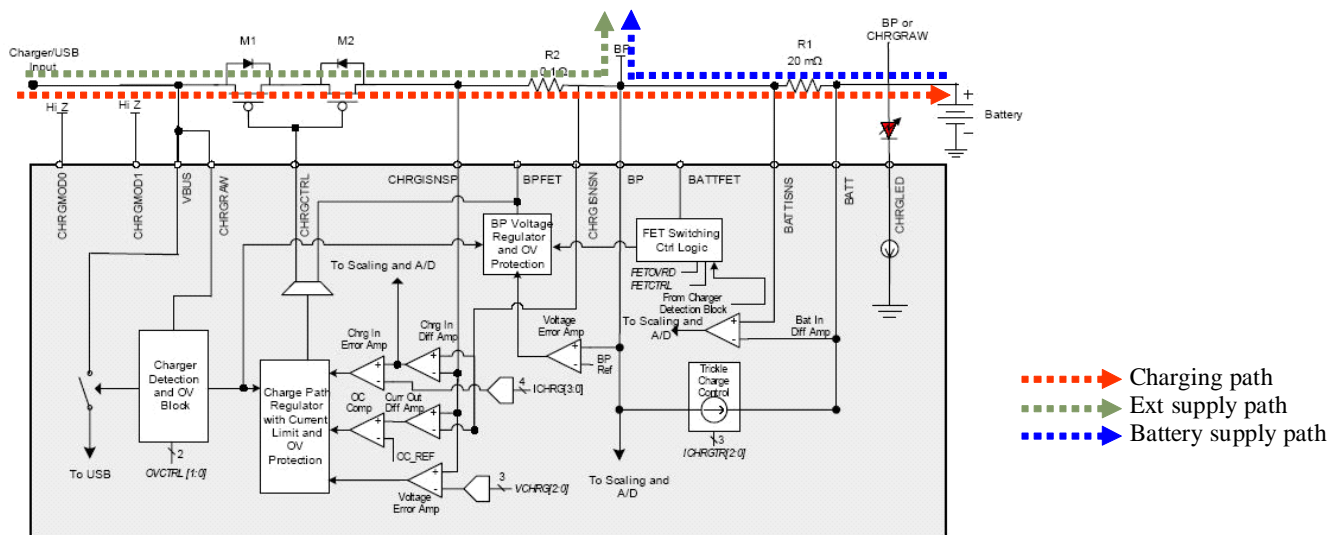 Charger/USB
Input
M1
M2
R2
0.1Ω
BP
R1
20 mΩ
BP or
CHRGRAW
Hi Z
Hi Z
+
Battery
−
CHRGMOD0
CHRGMOD1
VBUS
CHRGRAW
CHRGCTRL
CHRGISNSP
BPFET
CHRGISNSN
BP
BATTFET
BATTISNS
BATT
CHRGLED
BP Voltage
Regulator
and OV
Protection
FET Switching
Ctrl Logic
FETOVRD
FETCTRL
From Charger
Detection Block
To Scaling and A/D
To Scaling and
A/D
Bat In
Diff Amp
+
-
Voltage
Error Amp
+
-
BP
Ref
Chrg In
Error Amp
Chrg In
Diff Amp
+
-
+
-
4
ICHRG[3:0]
Charger
Detection
and OV
Block
Charge Path
Regulator
with Current
Limit and
OV
Protection
OC
Comp
Curr Out
Diff Amp
+
-
+
-
OC_REF
Trickle
Charge
Control
3
ICHRGTR[2:0]
To USB
2
OVCTRL [1:0]
Voltage
Error Amp
+
-
3
VCHRG[2:0]
To Scaling and
A/D
Charging path
Ext supply path
Battery supply path